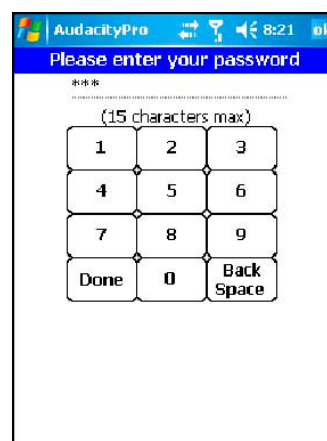 AudacityPro 8:21 ok
Please enter your password
***
(15 characters max)
1 2 3
4 5 6
7 8 9
Done 0 Back
Space